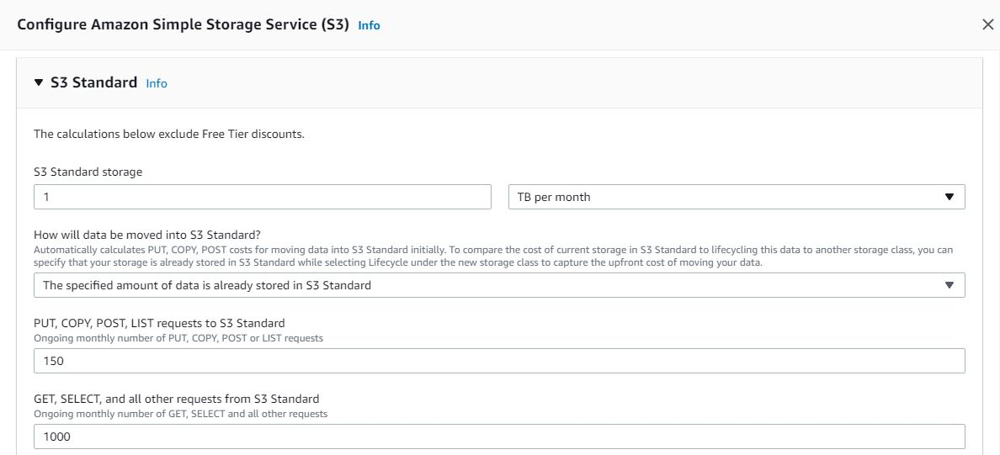 Configure Amazon Simple Storage Service (S3) Info
S3 Standard Info
The calculations below exclude Free Tier discounts.
S3 Standard storage
1 TB per month
How will data be moved into S3 Standard?
Automatically calculates PUT, COPY, POST costs for moving data into S3 Standard initially. To compare the cost of current storage in S3 Standard to lifecycling this data to another storage class, you can
specify that your storage is already stored in S3 Standard while selecting Lifecycle under the new storage class to capture the upfront cost of moving your data.
The specified amount of data is already stored in S3 Standard
PUT, COPY, POST, LIST requests to S3 Standard
Ongoing monthly number of PUT, COPY, POST or LIST requests
150
GET, SELECT, and all other requests from S3 Standard
Ongoing monthly number of GET, SELECT and all other requests
1000